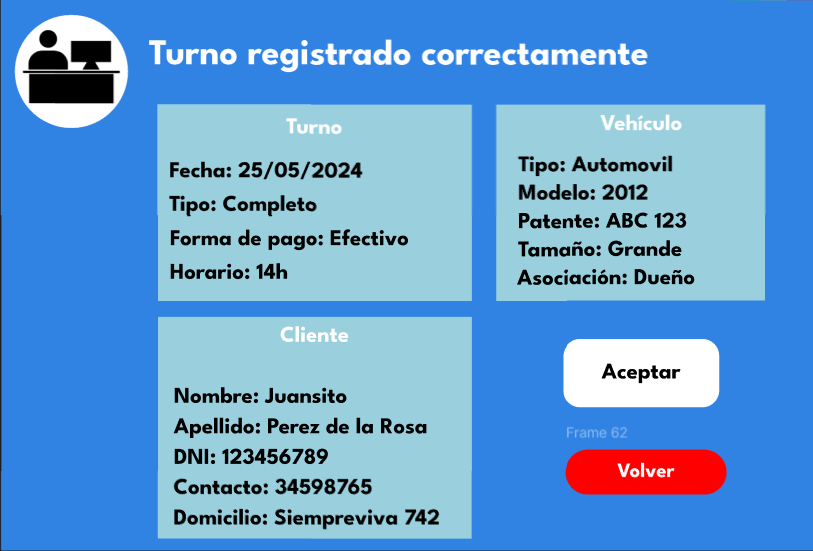 Turno registrado correctamente
Turno
Fecha: 25/05/2024
Tipo: Completo
Forma de pago: Efectivo
Horario: 14h
Vehículo
Tipo: Automovil
Modelo: 2012
Patente: ABC 123
Tamaño: Grande
Asociación: Dueño
Cliente
Nombre: Juansito
Apellido: Perez de la Rosa
DNI: 123456789
Contacto: 34598765
Domicilio: Siempreviva 742
Aceptar
Frame 62
Volver